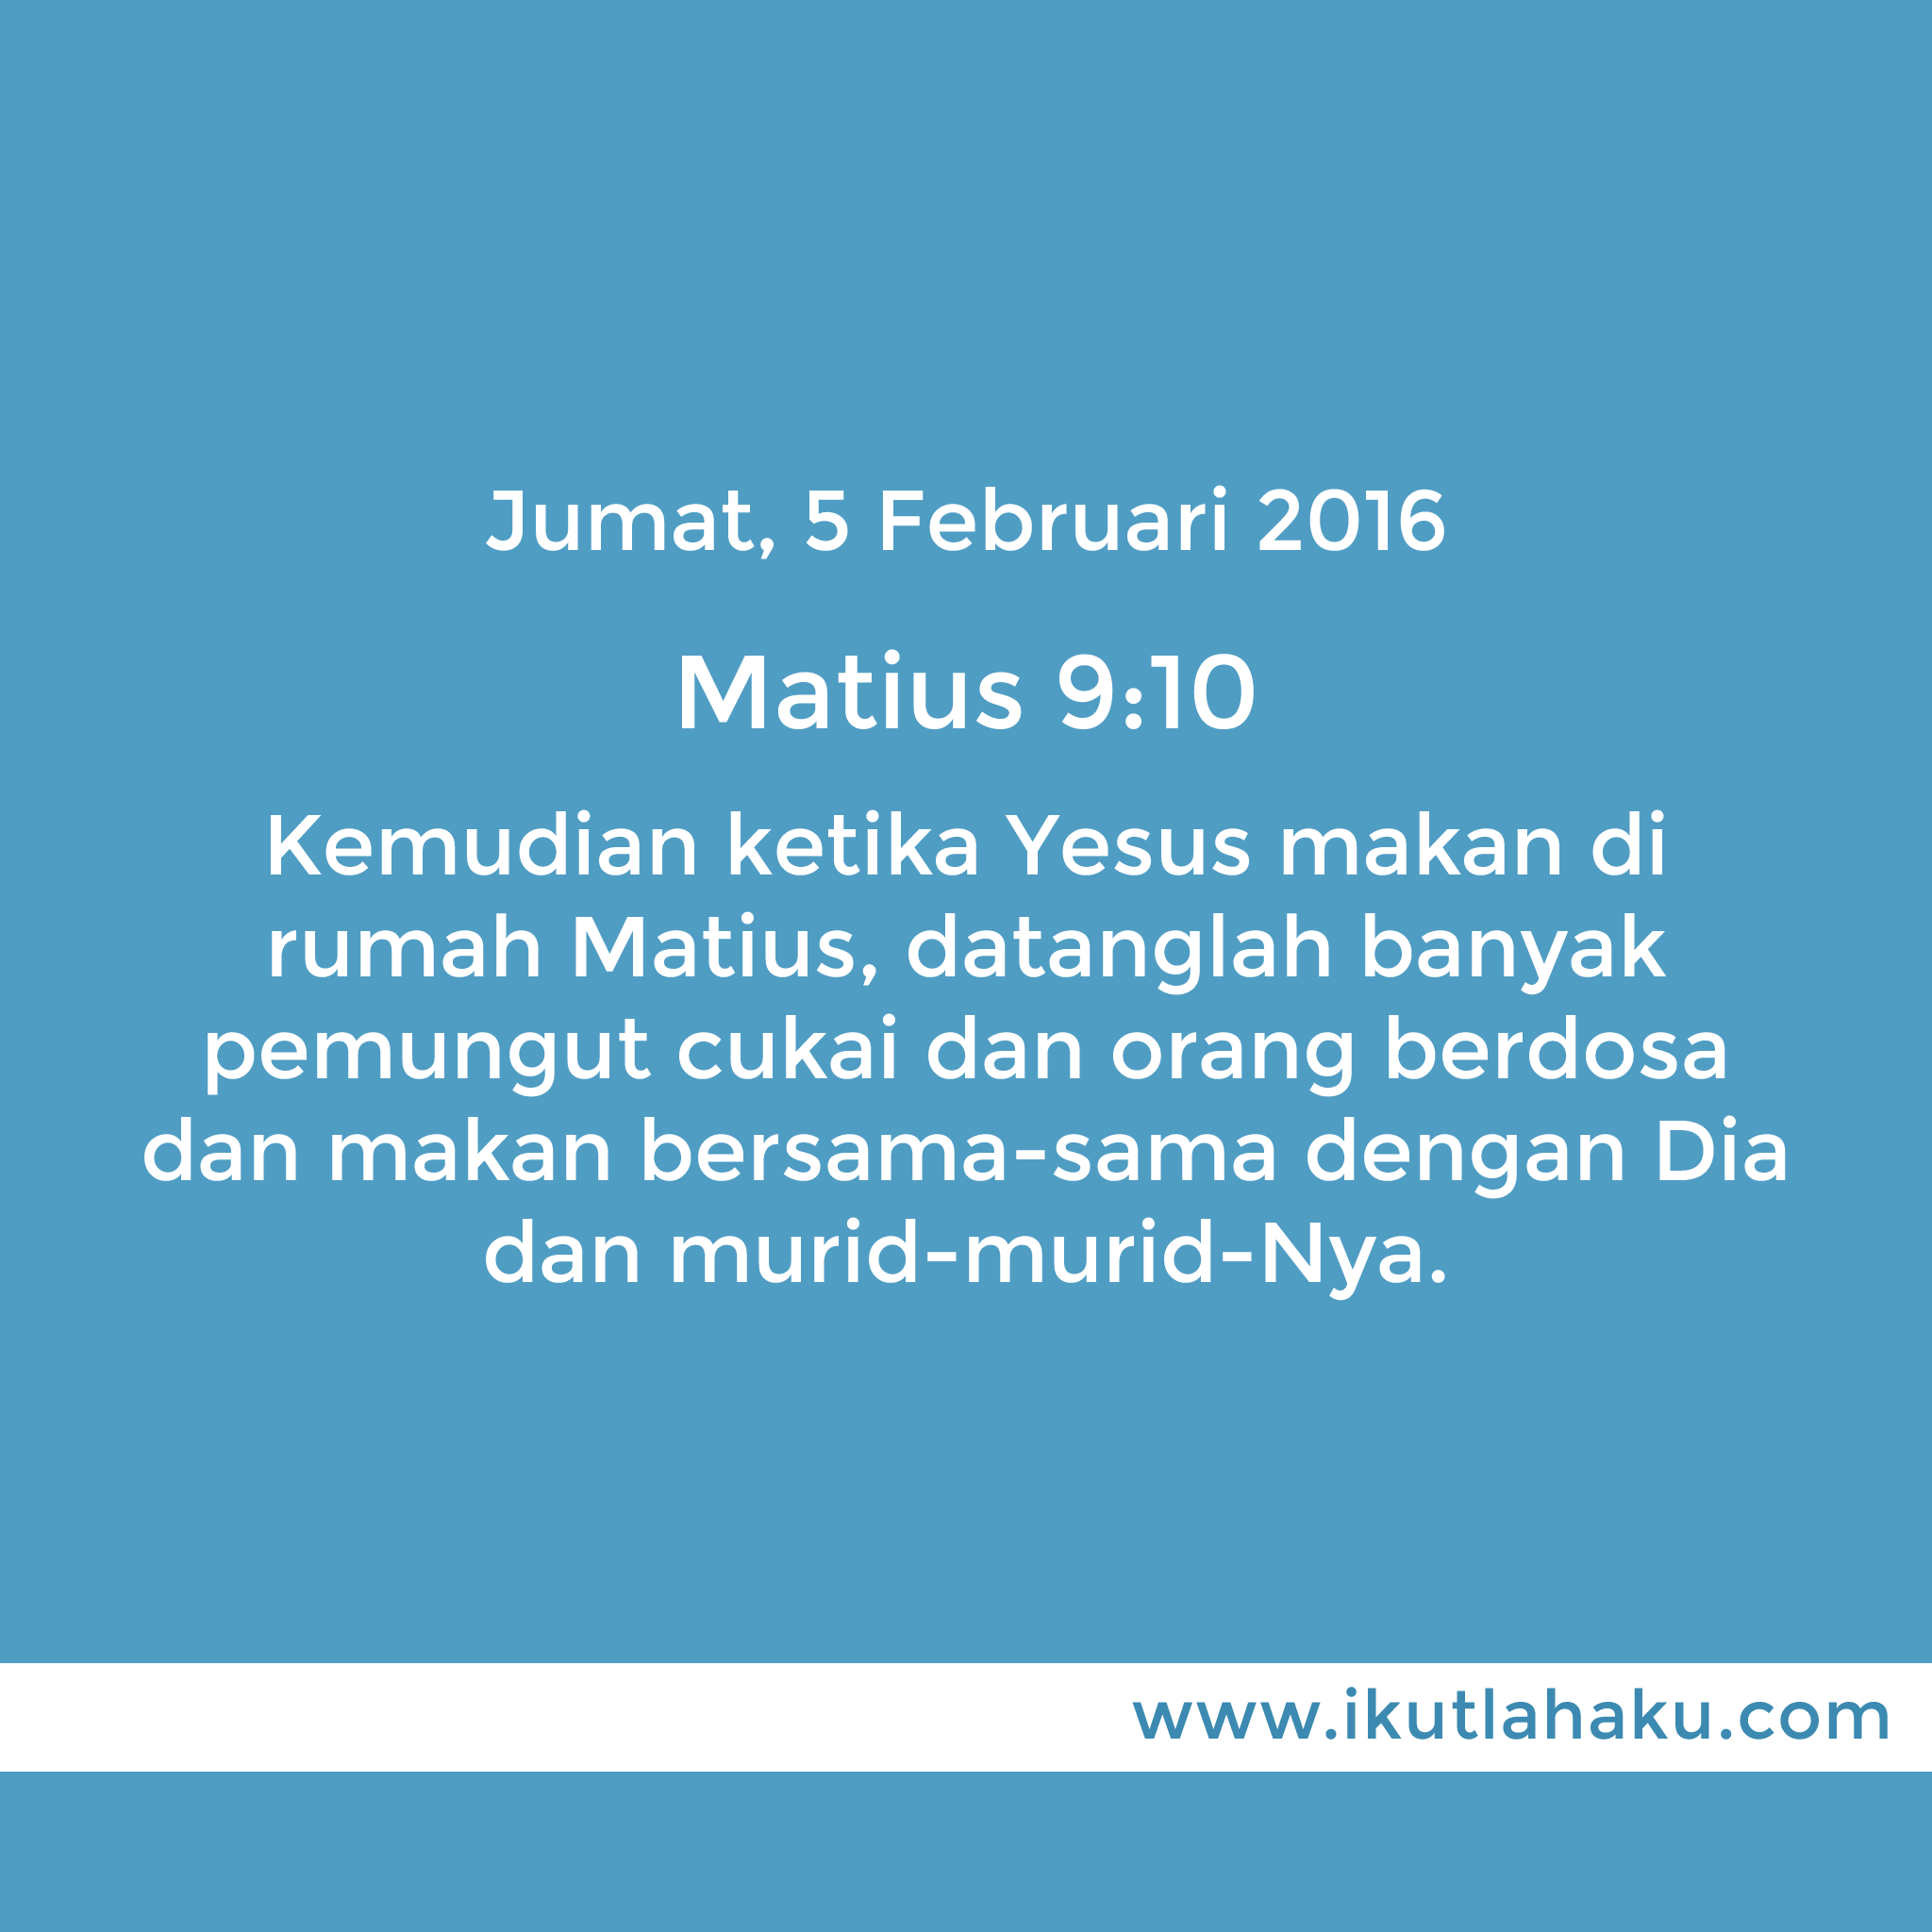 Jumat, 5 Februari 2016
Matius 9:10
Kemudian ketika Yesus makan di
rumah Matius, datanglah banyak
pemungut cukai dan orang berdosa
dan makan bersama-sama dengan Dia
dan murid-murid-Nya.
www.ikutlahaku.com